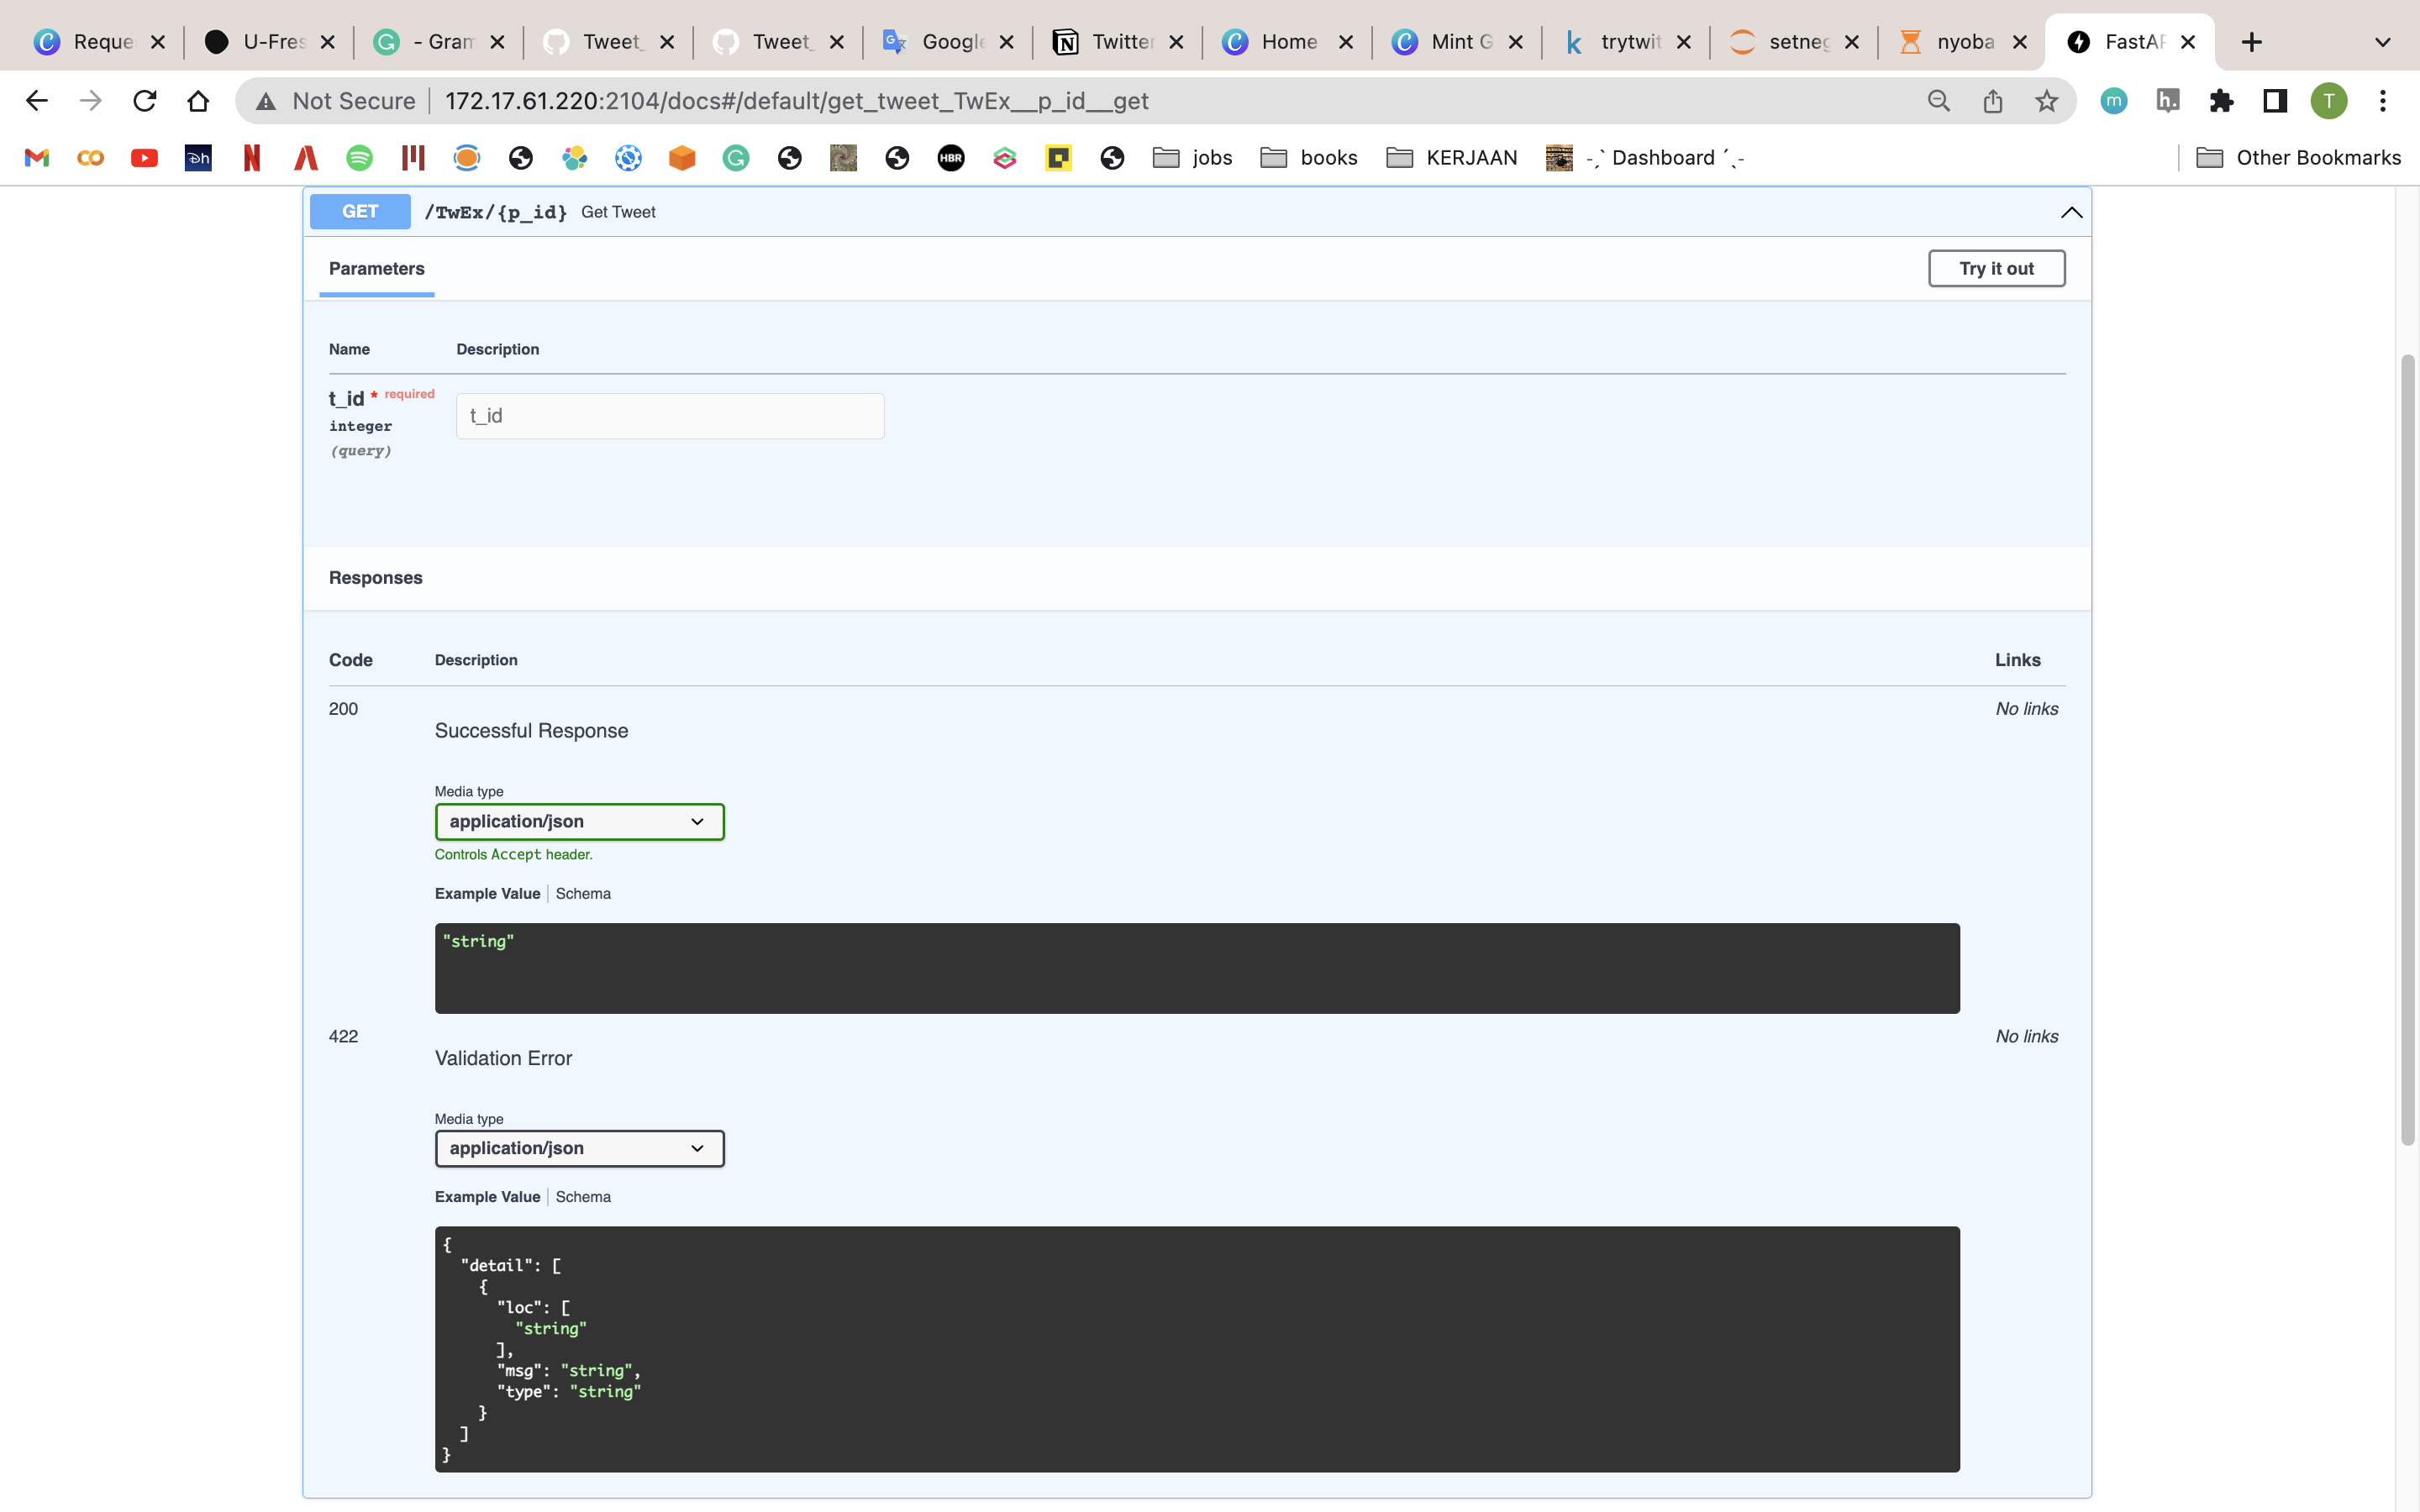 Reque
U-Fres
- Gram
Tweet_
Tweet_
Google
Twitter
Home
Mint G
trytwit
setneg
nyoba
FastAP
Not Secure
172.17.61.220:2104/docs#/default/get_tweet_TwEx__p_id__get
m
h.
T
HBR
jobs
books
KERJAAN
Dashboard
Other Bookmarks
GET /TwEx/{p_id} Get Tweet
Parameters
Try it out
Name Description
t_id * required
integer
(query)
t_id
Responses
Code Description Links
200
Successful Response
No links
Media type
application/json
Controls Accept header.
Example Value | Schema
"string"
422
Validation Error
No links
Media type
application/json
Example Value | Schema
{
"detail": [
{
"loc": [
"string"
],
"msg": "string",
"type": "string"
}
]
}